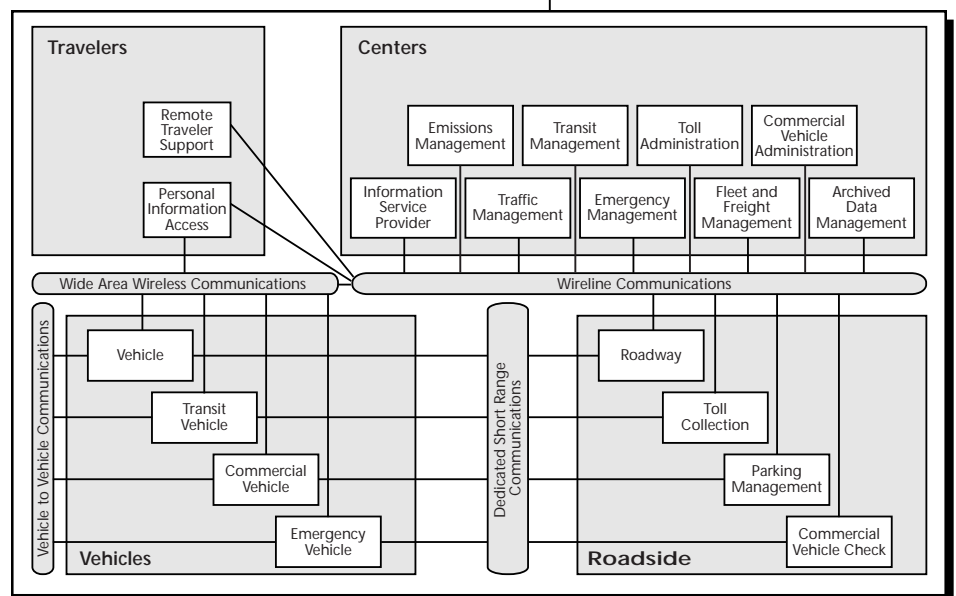 Travelers
Remote
Traveler
Support
Personal
Information
Access
Centers
Emissions
Management
Transit
Management
Toll
Administration
Commercial
Vehicle
Administration
Information
Service
Provider
Traffic
Management
Emergency
Management
Fleet and
Freight
Management
Archived
Data
Management
Wide Area Wireless Communications
Wireline Communications
Vehicle to Vehicle Communications
Vehicle
Transit
Vehicle
Commercial
Vehicle
Emergency
Vehicle
Vehicles
Dedicated Short Range
Communications
Roadway
Toll
Collection
Parking
Management
Commercial
Vehicle Check
Roadside